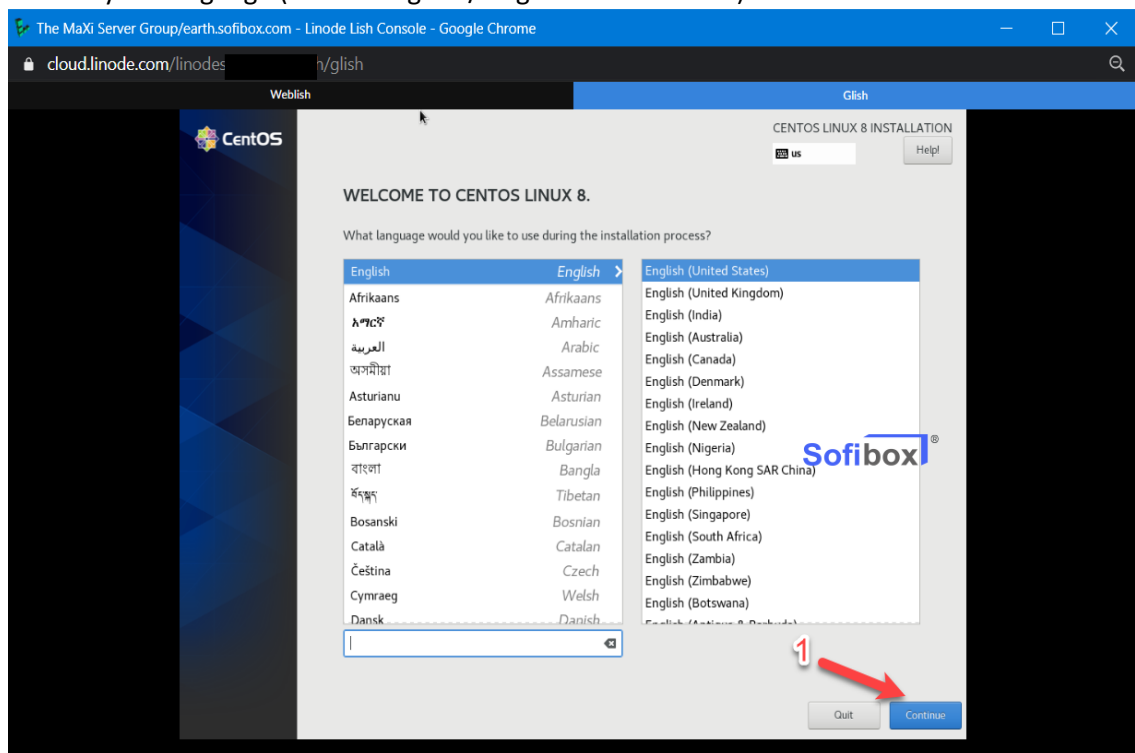 The MaXi Server Group/earth.sofibox.com - Linode Lish Console - Google Chrome
cloud.linode.com/linodes h/glish
Weblish Glish
CentOS
CENTOS LINUX 8 INSTALLATION
us Help!
WELCOME TO CENTOS LINUX 8.
What language would you like to use during the installation process?
English English
Afrikaans Afrikaans
አማርኛ Amharic
العربية Arabic
অসমীয়া Assamese
Asturianu Asturian
Беларуская Belarusian
Български Bulgarian
বাংলা Bangla
Tibetan
Bosanski Bosnian
Català Catalan
Čeština Czech
Cymraeg Welsh
Dansk Danish
English (United States)
English (United Kingdom)
English (India)
English (Australia)
English (Canada)
English (Denmark)
English (Ireland)
English (New Zealand)
English (Nigeria)
English (Hong Kong SAR China)
English (Philippines)
English (Singapore)
English (South Africa)
English (Zambia)
English (Zimbabwe)
English (Botswana)
English (Antigua & Barbuda)
Sofibox®
1
Quit Continue